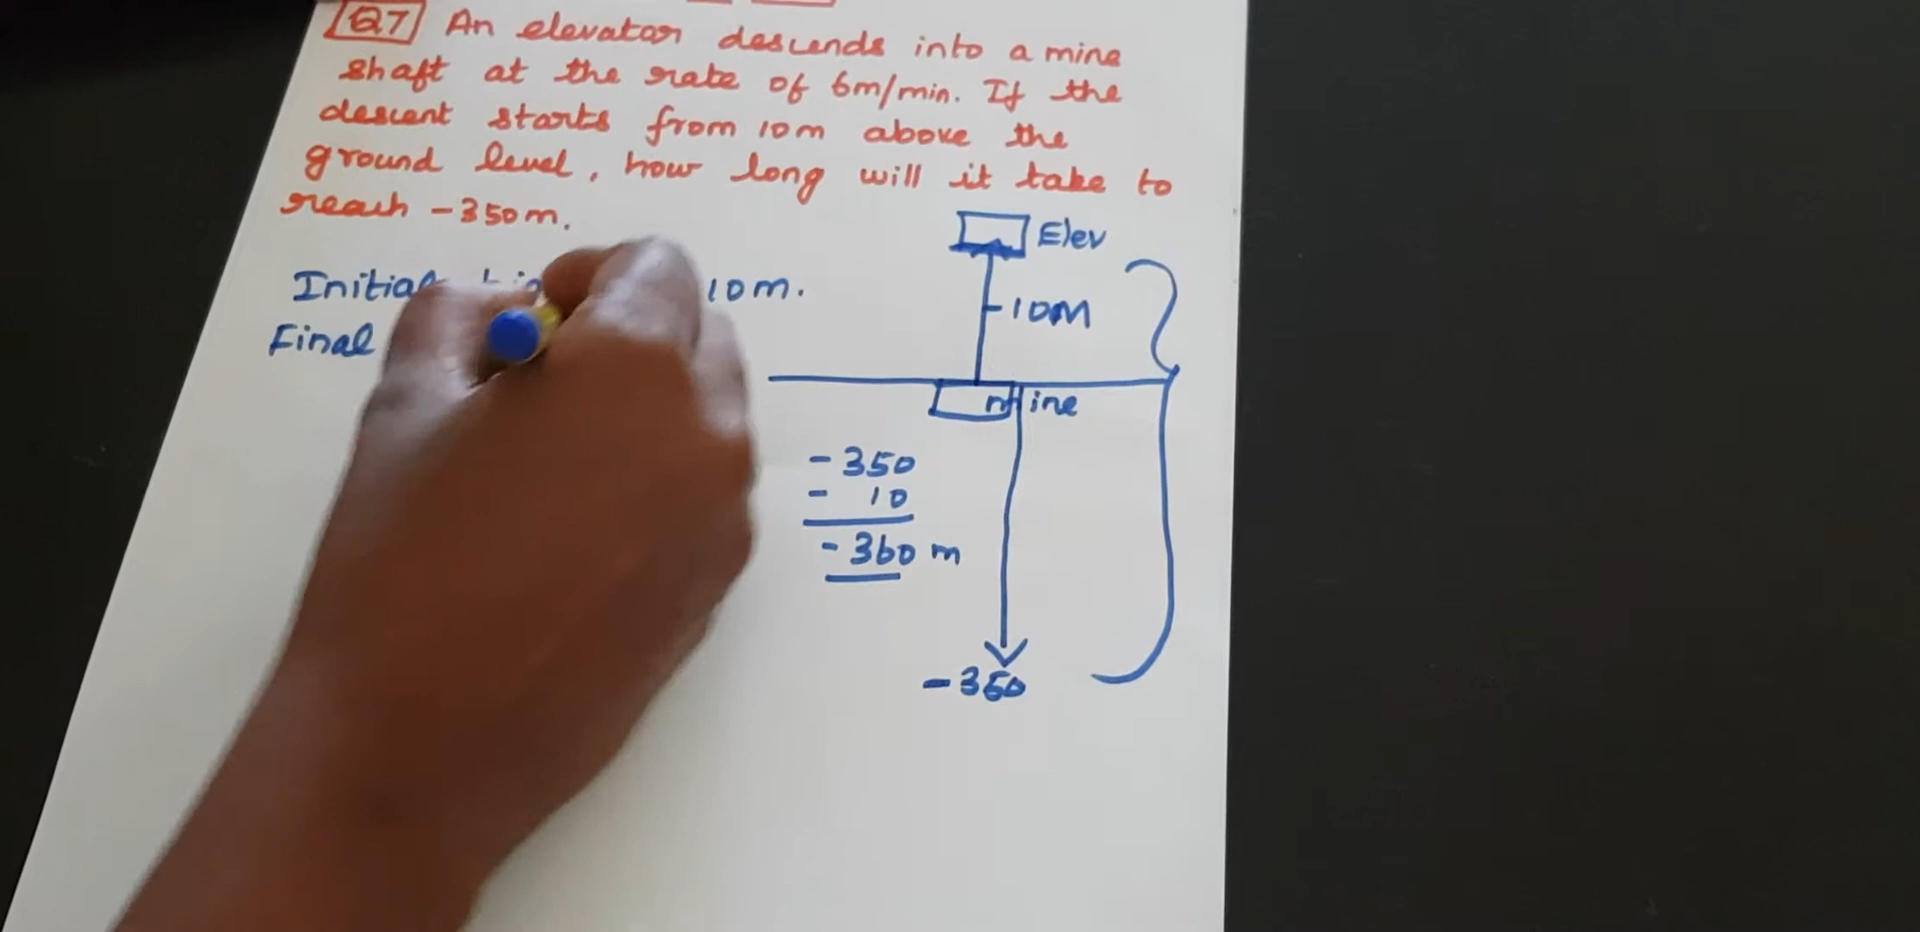 Q7 An elevator descends into a mine
shaft at the rate of 6m/min. If the
descent starts from 10m above the
ground level, how long will it take to
reach -350m.
Elev
Initial 10m.
Final
10M
mine
-350
- 10
-360 m
-350